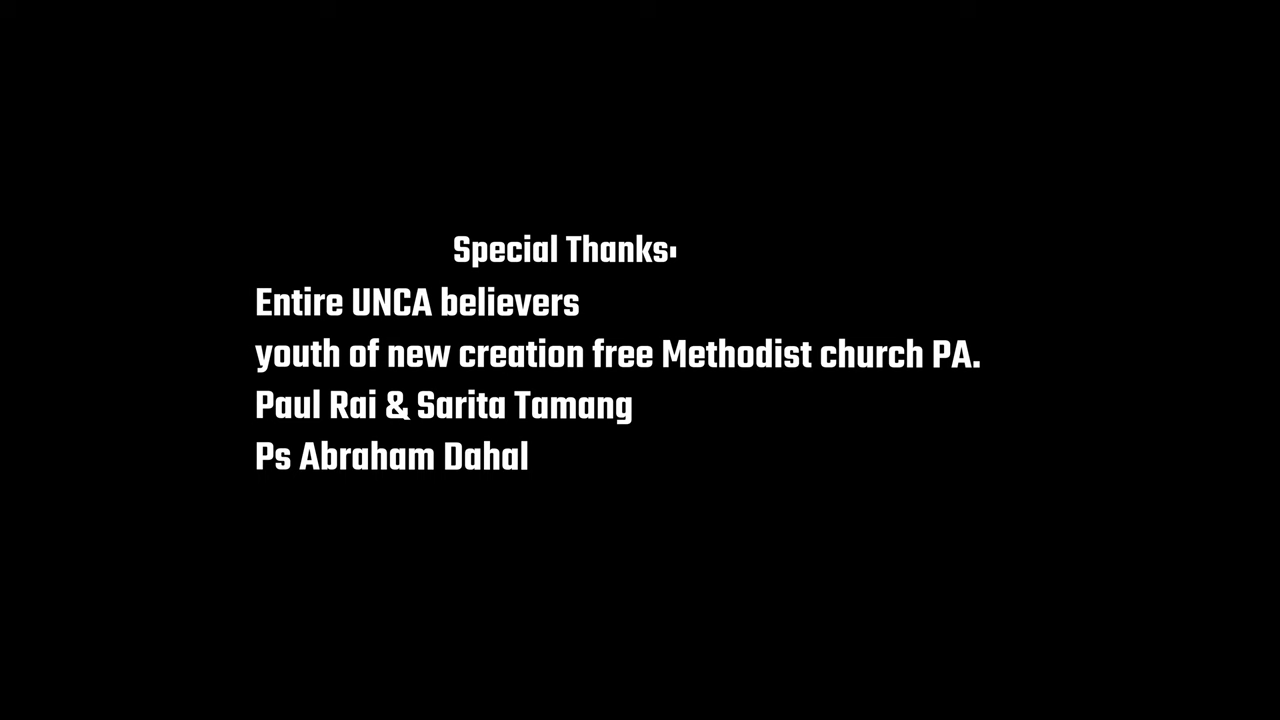 Special Thanks:
Entire UNCA believers
youth of new creation free Methodist church PA.
Paul Rai & Sarita Tamang
Ps Abraham Dahal